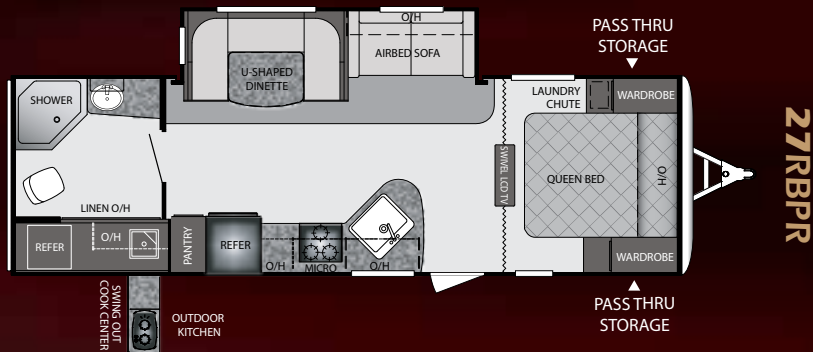 PASS THRU
STORAGE
O/H
AIRBED SOFA
U-SHAPED
DINETTE
SHOWER
LAUNDRY
CHUTE
WARDROBE
SWIVEL LCD TV
QUEEN BED
O/H
27RBPR
LINEN O/H
REFER
O/H
PANTRY
REFER
O/H
MICRO
O/H
WARDROBE
SWING OUT
COOK CENTER
OUTDOOR
KITCHEN
PASS THRU
STORAGE